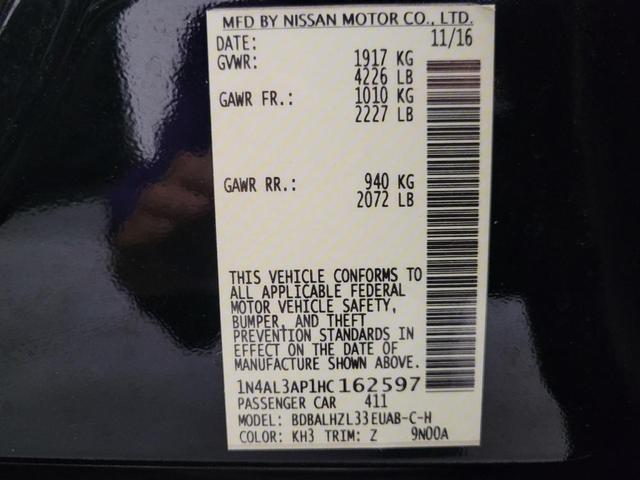 MFD BY NISSAN MOTOR CO., LTD.
DATE: 11/16
GVWR: 1917 KG
4226 LB
GAWR FR.: 1010 KG
2227 LB
GAWR RR.: 940 KG
2072 LB
THIS VEHICLE CONFORMS TO
ALL APPLICABLE FEDERAL
MOTOR VEHICLE SAFETY,
BUMPER, AND THEFT
PREVENTION STANDARDS IN
EFFECT ON THE DATE OF
MANUFACTURE SHOWN ABOVE.
1N4AL3AP1HC162597
PASSENGER CAR 411
MODEL: BDBALHZL33EUAB-C-H
COLOR: KH3 TRIM: Z 9N00A